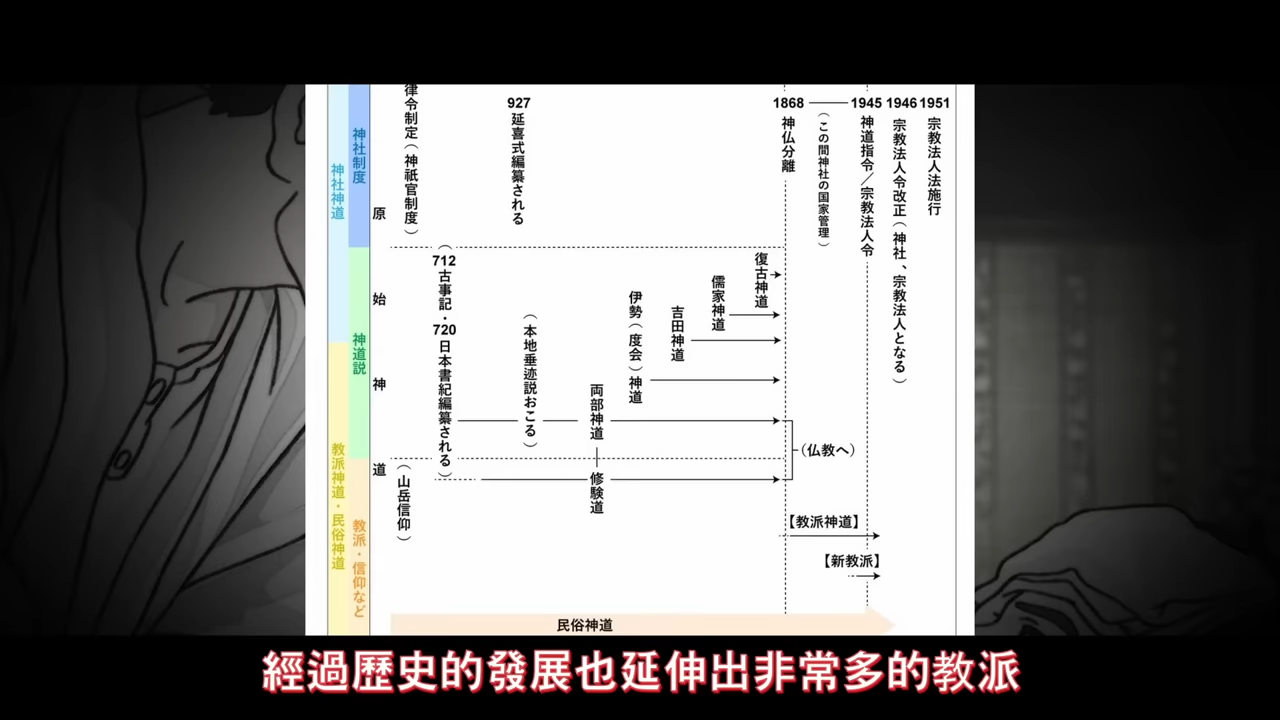 神社神道
教派神道・民俗神道
神社制度
神道説
教派・信仰など
原始神道
律令制定(神祇官制度)
(712古事記・720日本書紀編纂される)
(山岳信仰)
927
延喜式編纂される
(本地垂迹説おこる)
両部神道
修験道
伊勢(度会)神道
吉田神道
儒家神道
復古神道
1868
神仏分離
(この間神社の国家管理)
1945
神道指令/宗教法人令
1946
宗教法人令改正(神社、宗教法人となる)
1951
宗教法人法施行
(仏教へ)
【教派神道】
【新教派】
民俗神道
經過歷史的發展也延伸出非常多的教派